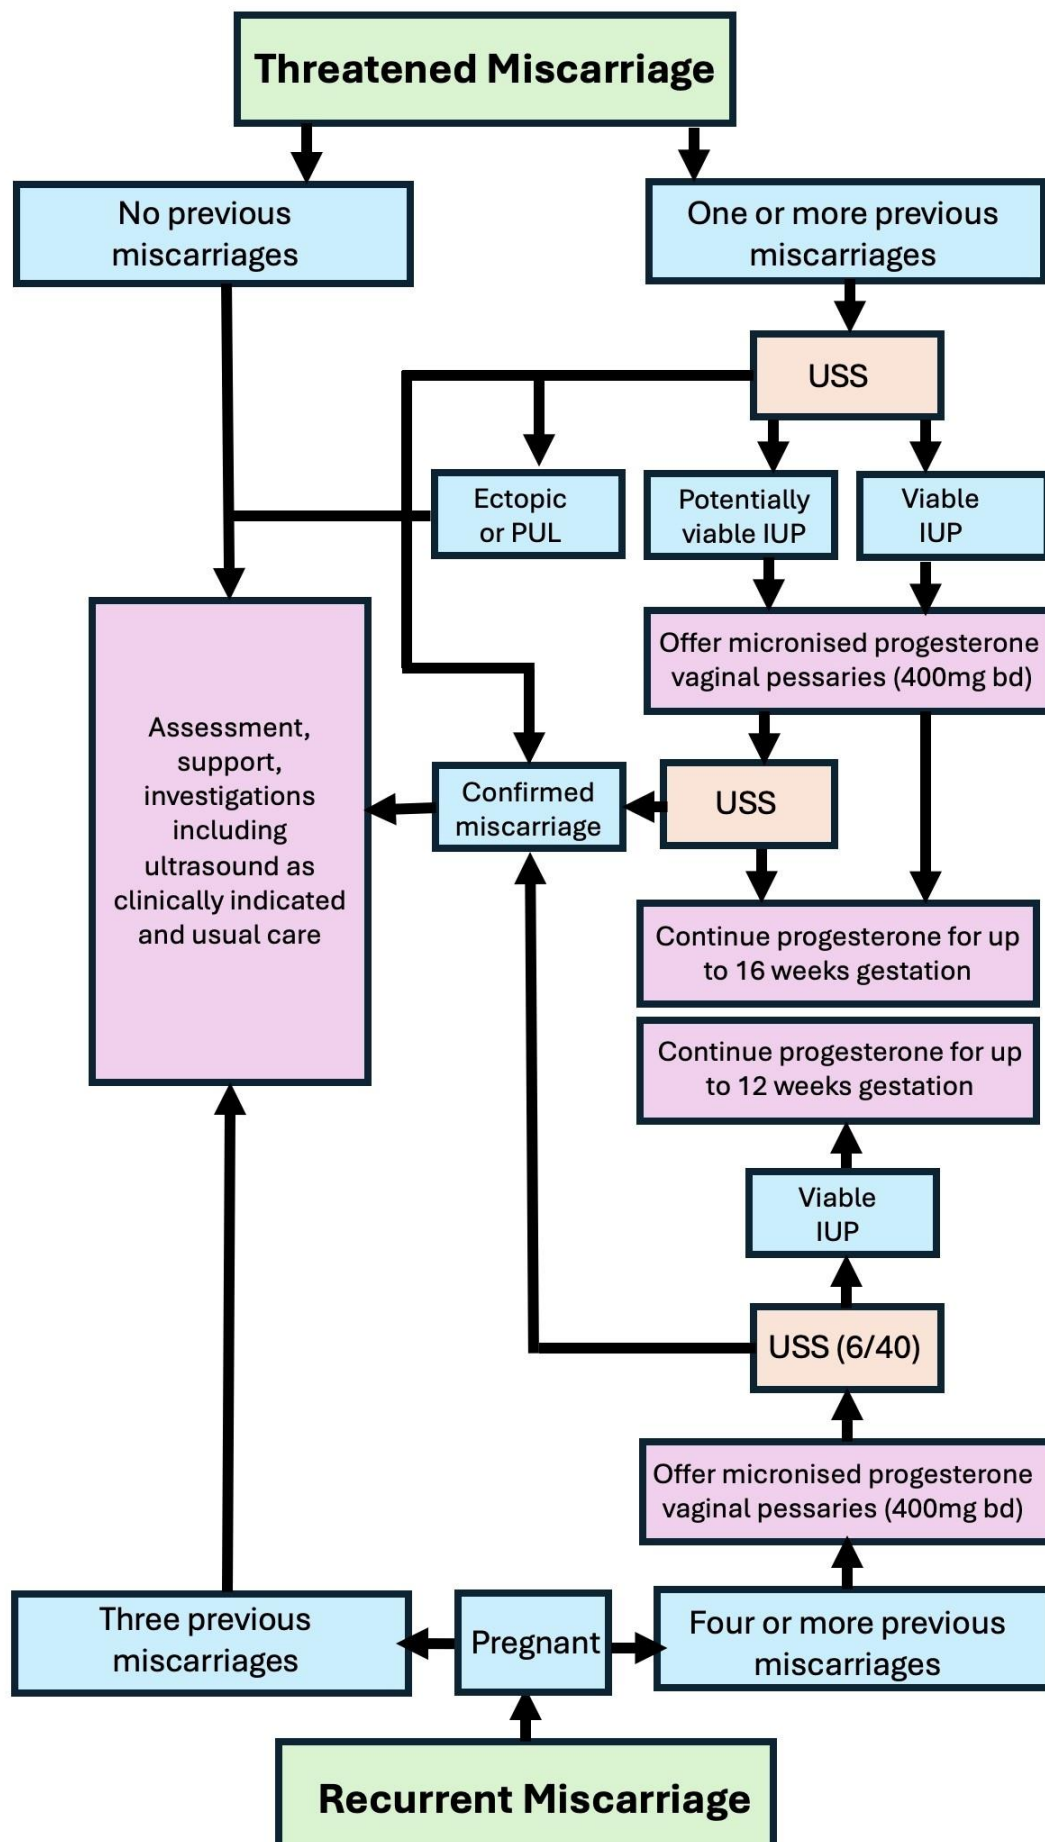 Threatened Miscarriage
No previous
miscarriages
One or more previous
miscarriages
USS
Ectopic
or PUL
Potentially
viable IUP
Viable
IUP
Offer micronised progesterone
vaginal pessaries (400mg bd)
Assessment,
support,
investigations
including
ultrasound as
clinically indicated
and usual care
Confirmed
miscarriage
USS
Continue progesterone for up
to 16 weeks gestation
Continue progesterone for up
to 12 weeks gestation
Viable
IUP
USS (6/40)
Offer micronised progesterone
vaginal pessaries (400mg bd)
Three previous
miscarriages
Pregnant
Four or more previous
miscarriages
Recurrent Miscarriage